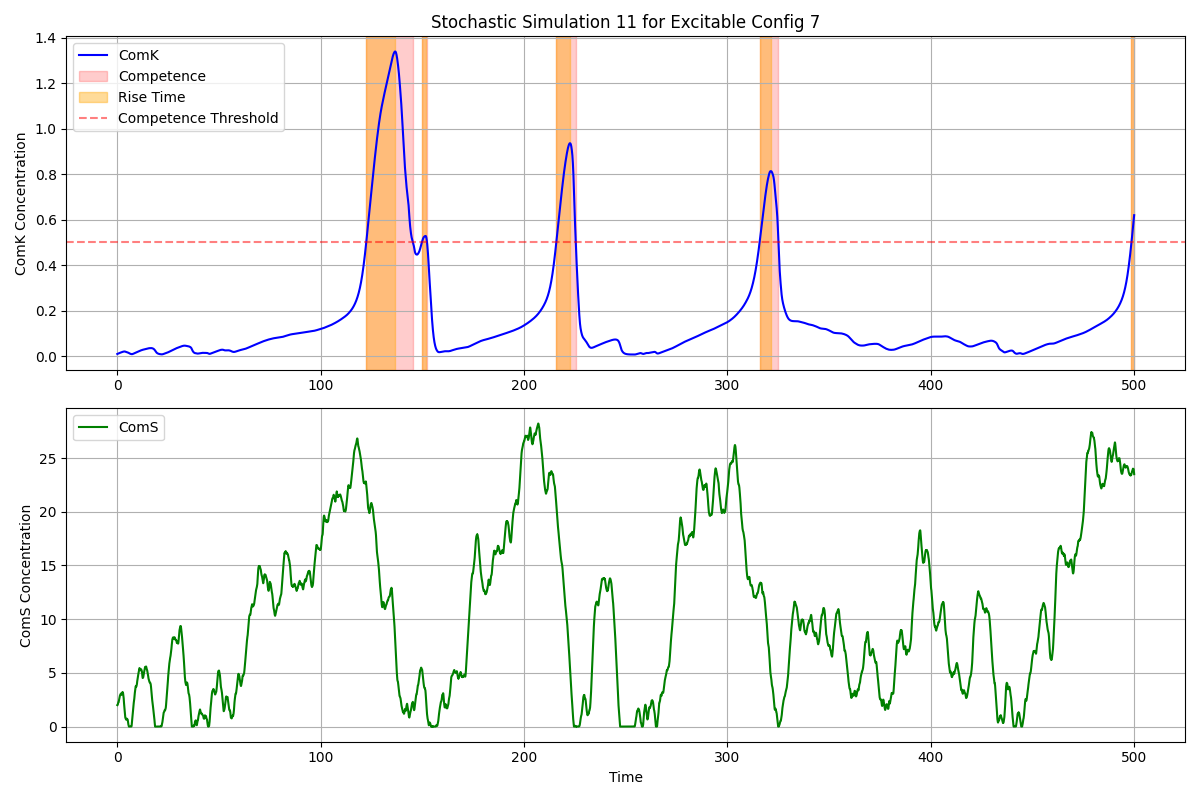 Stochastic Simulation 11 for Excitable Config 7
ComK Concentration
1.4
1.2
1.0
0.8
0.6
0.4
0.2
0.0
ComK
Competence
Rise Time
Competence Threshold
0 100 200 300 400 500
ComS Concentration
25
20
15
10
5
0
ComS
0 100 200 300 400 500
Time